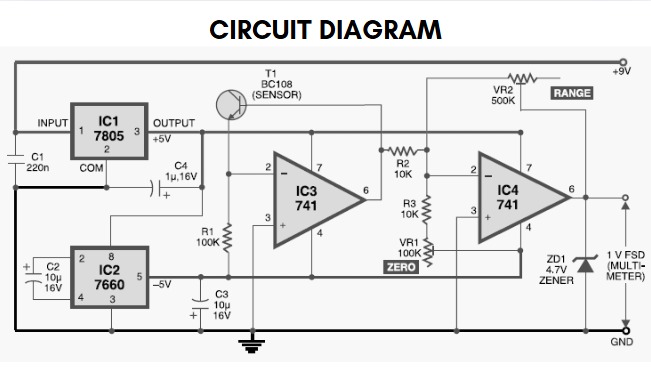 CIRCUIT DIAGRAM
+9V
T1
BC108
(SENSOR)
VR2
500K
RANGE
INPUT
1
IC1
7805
2
3
OUTPUT
+5V
COM
C1
220n
C4
1µ,16V
+
2
−
7
IC3
741
6
3
+
4
R2
10K
R1
100K
R3
10K
VR1
100K
ZERO
2
−
7
IC4
741
6
3
+
4
+
C2
10µ
16V
2
8
IC2
7660
5
4
3
−5V
C3
10µ
16V
+
ZD1
4.7V
ZENER
1 V FSD
(MULTI-
METER)
GND